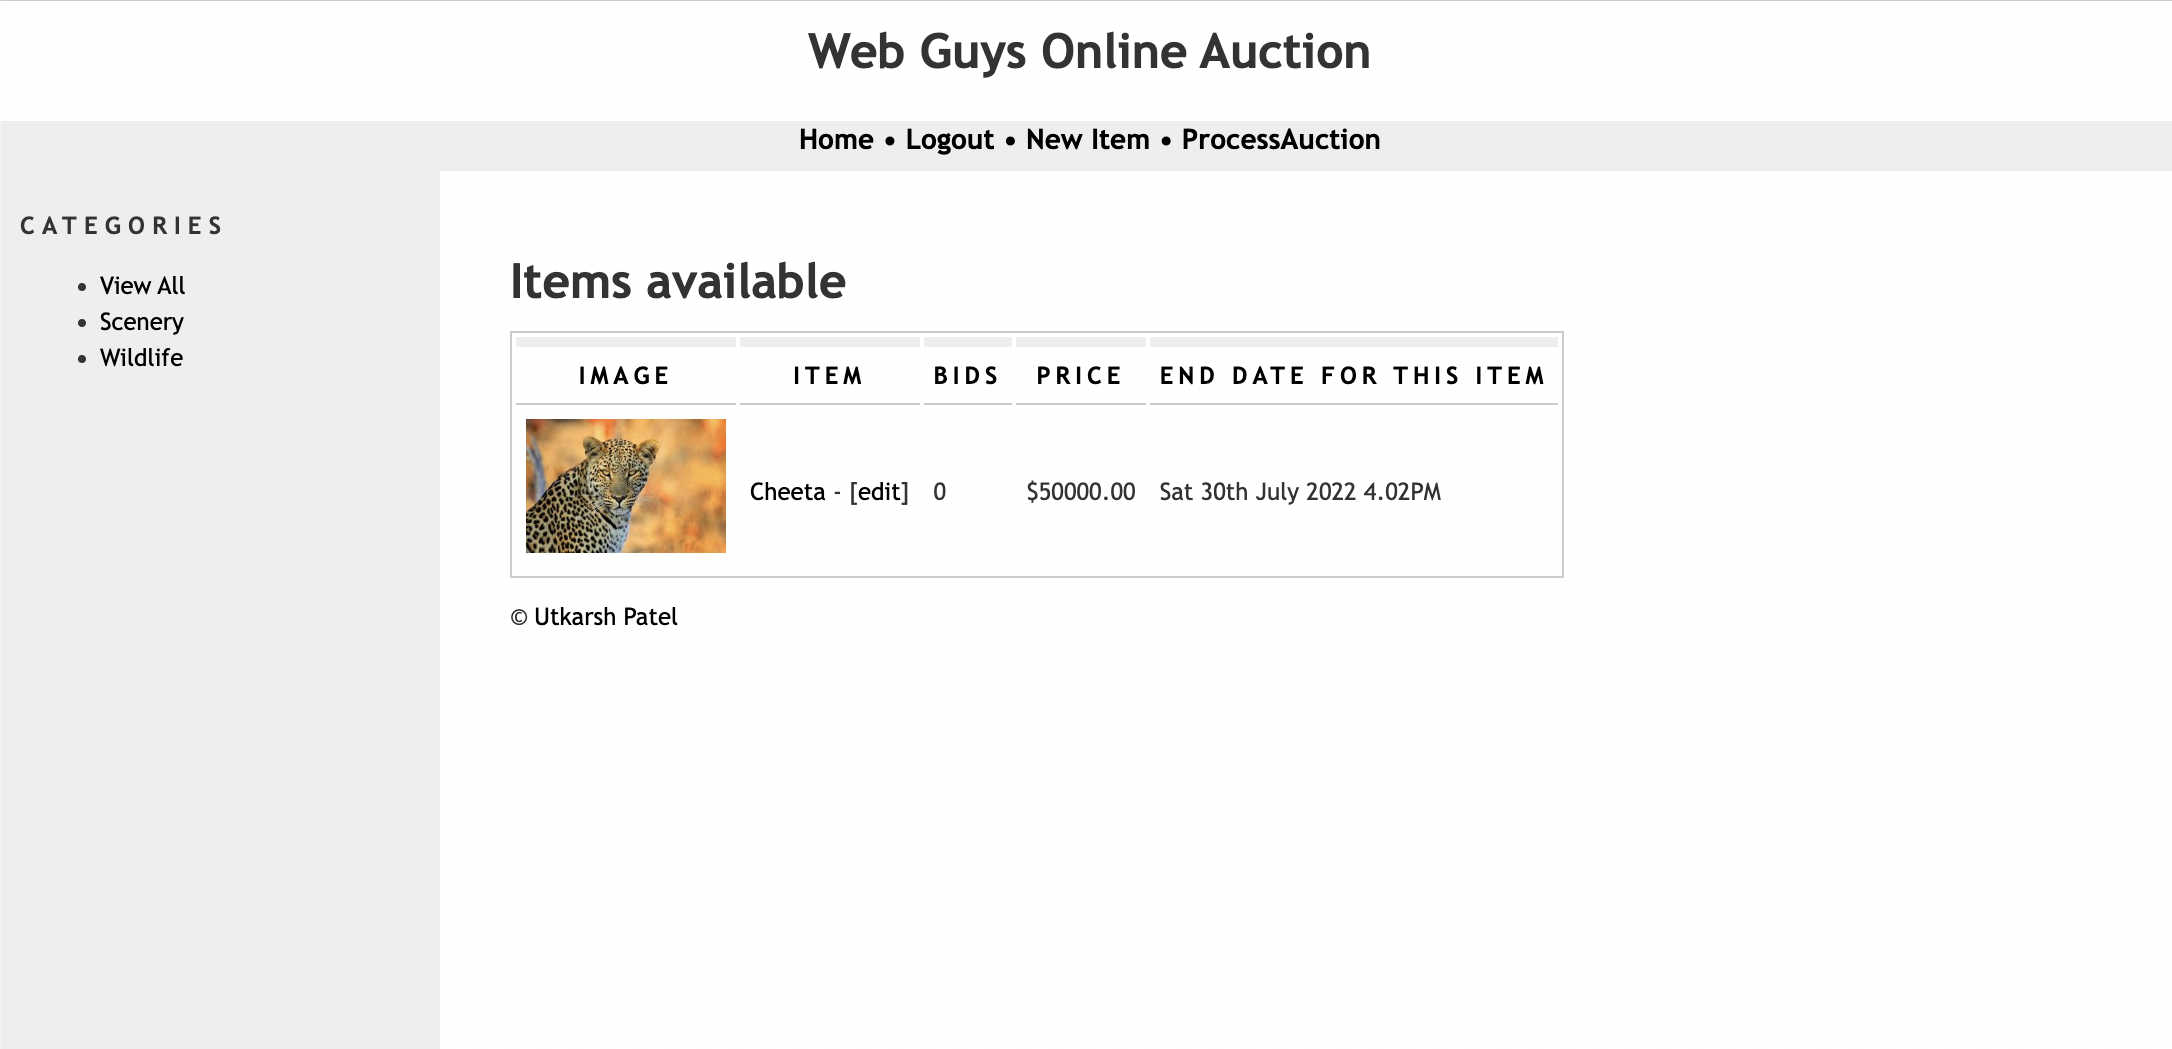 Web Guys Online Auction
Home • Logout • New Item • ProcessAuction
CATEGORIES
• View All
• Scenery
• Wildlife
Items available
IMAGE ITEM BIDS PRICE END DATE FOR THIS ITEM
Cheeta - [edit] 0 $50000.00 Sat 30th July 2022 4.02PM
© Utkarsh Patel